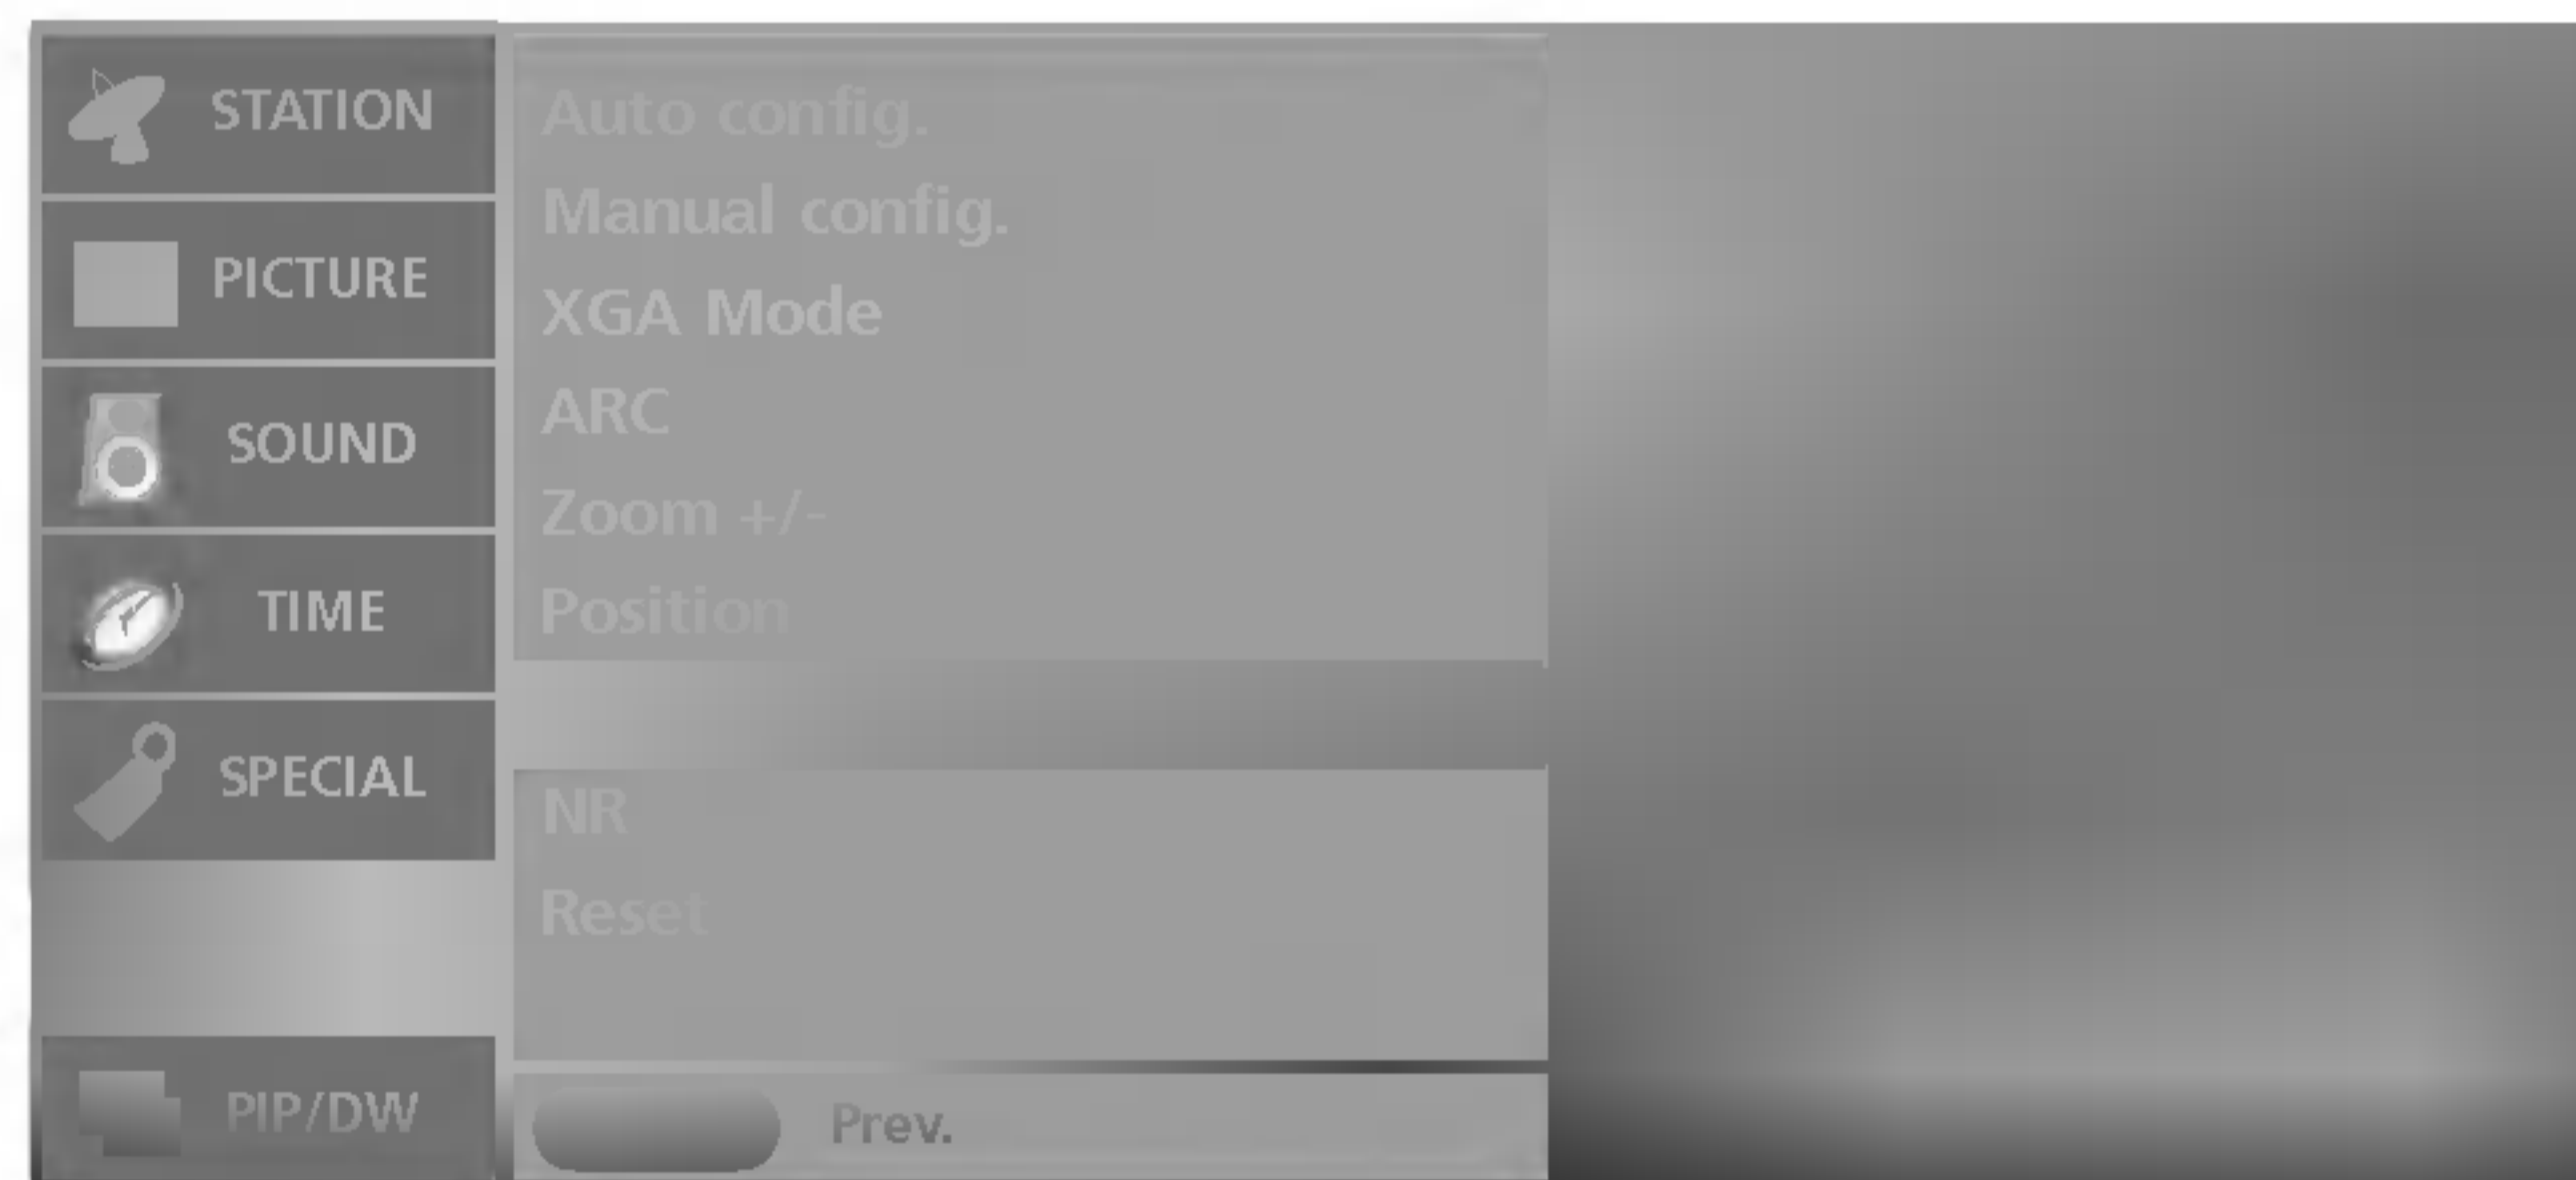 STATION
PICTURE
SOUND
TIME
SPECIAL
PIP/DW
Auto config.
Manual config.
XGA Mode
ARC
Zoom +/-
Position
NR
Reset
Prev.